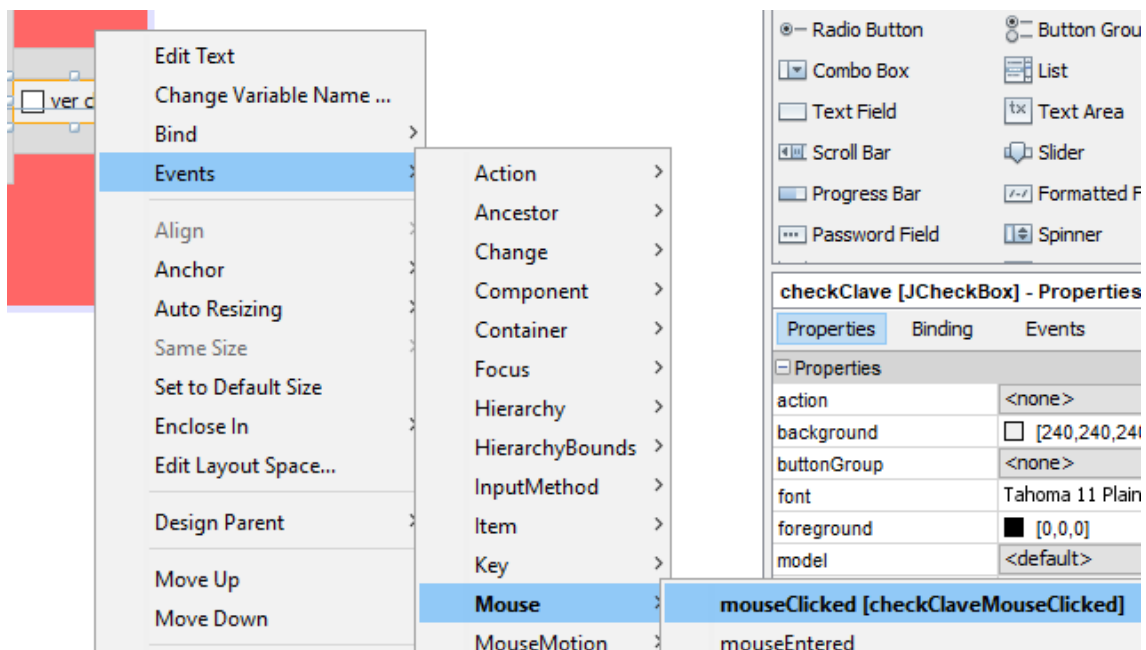 ver c
Edit Text
Change Variable Name ...
Bind
Events
Align
Anchor
Auto Resizing
Same Size
Set to Default Size
Enclose In
Edit Layout Space...
Design Parent
Move Up
Move Down
Action
Ancestor
Change
Component
Container
Focus
Hierarchy
HierarchyBounds
InputMethod
Item
Key
Mouse
MouseMotion
mouseClicked [checkClaveMouseClicked]
mouseEntered
Radio Button Button Grou
Combo Box List
Text Field Text Area
Scroll Bar Slider
Progress Bar Formatted F
Password Field Spinner
checkClave [JCheckBox] - Properties
Properties Binding Events
Properties
action <none>
background [240,240,240
buttonGroup <none>
font Tahoma 11 Plain
foreground [0,0,0]
model <default>